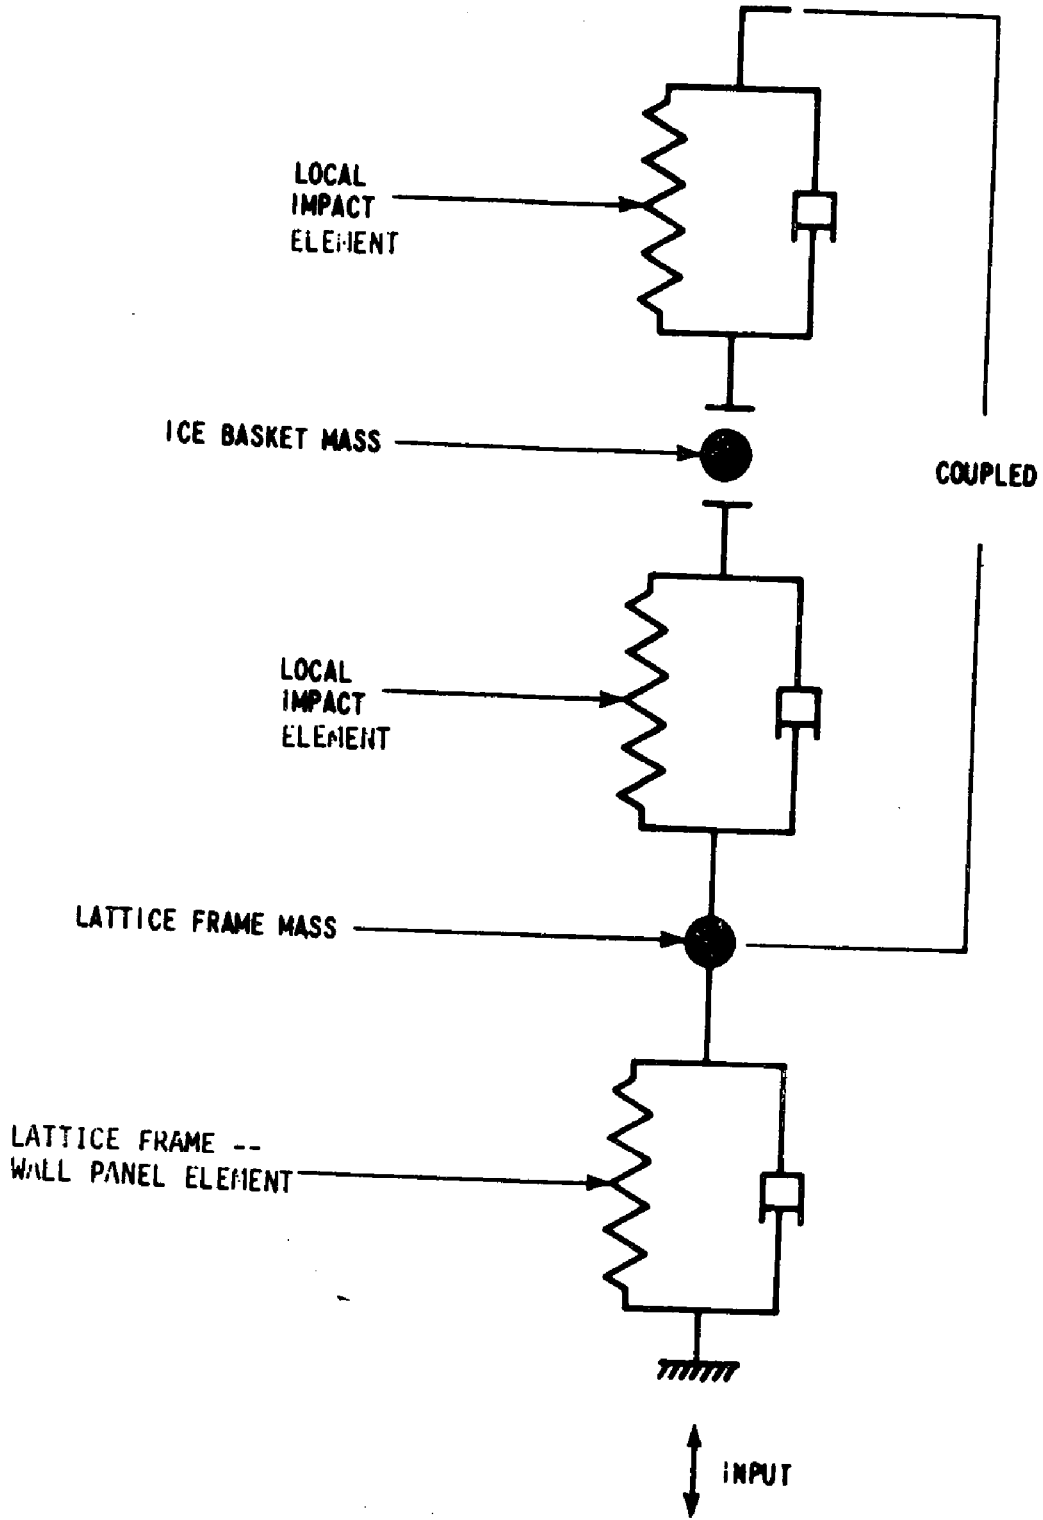 LOCAL
IMPACT
ELEMENT
ICE BASKET MASS
COUPLED
LOCAL
IMPACT
ELEMENT
LATTICE FRAME MASS
LATTICE FRAME --
WALL PANEL ELEMENT
INPUT